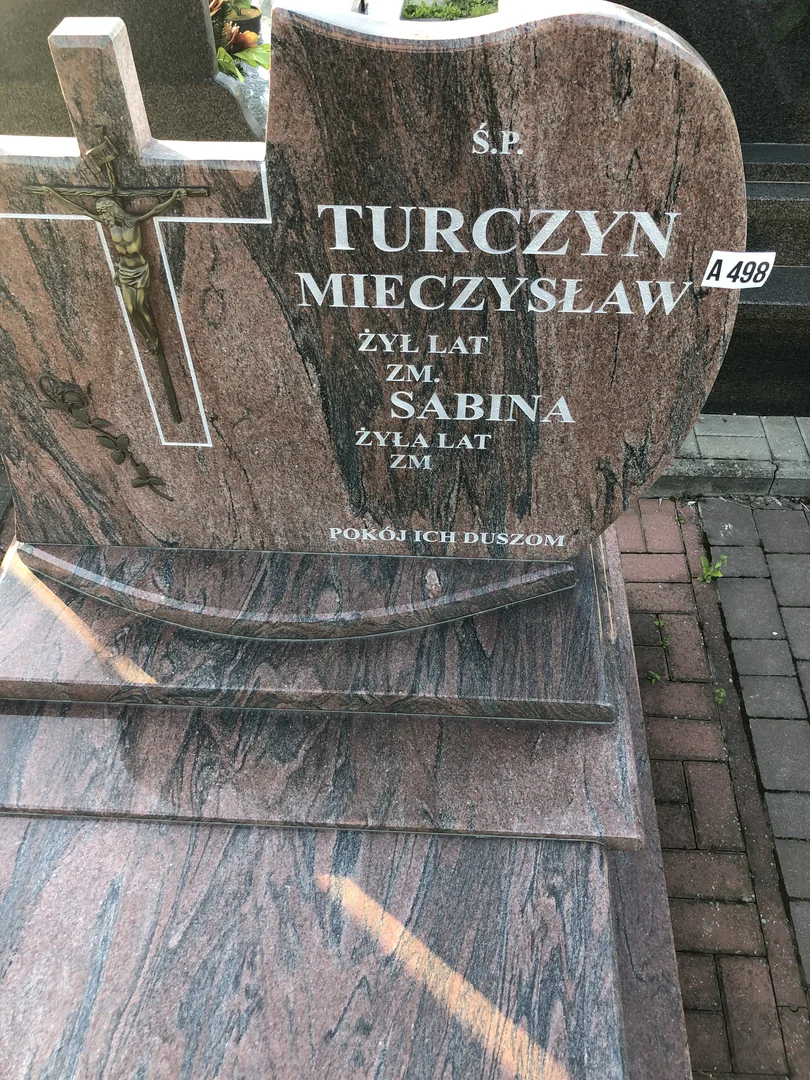 Ś.P.
TURCZYN
MIECZYSŁAW
A 498
ŻYŁ LAT
ZM.
SABINA
ŻYŁA LAT
ZM
POKÓJ ICH DUSZOM